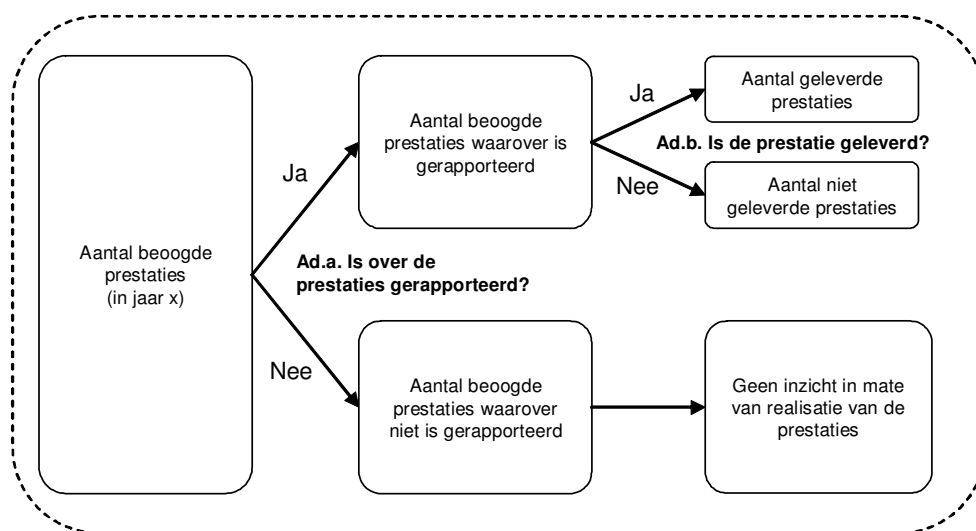 Aantal beoogde
prestaties
(in jaar x)
Ja
Ad.a. Is over de
prestaties gerapporteerd?
Nee
Aantal beoogde
prestaties waarover is
gerapporteerd
Ja
Ad.b. Is de prestatie geleverd?
Nee
Aantal geleverde
prestaties
Aantal niet
geleverde prestaties
Aantal beoogde
prestaties waarover
niet is gerapporteerd
Geen inzicht in mate
van realisatie van de
prestaties